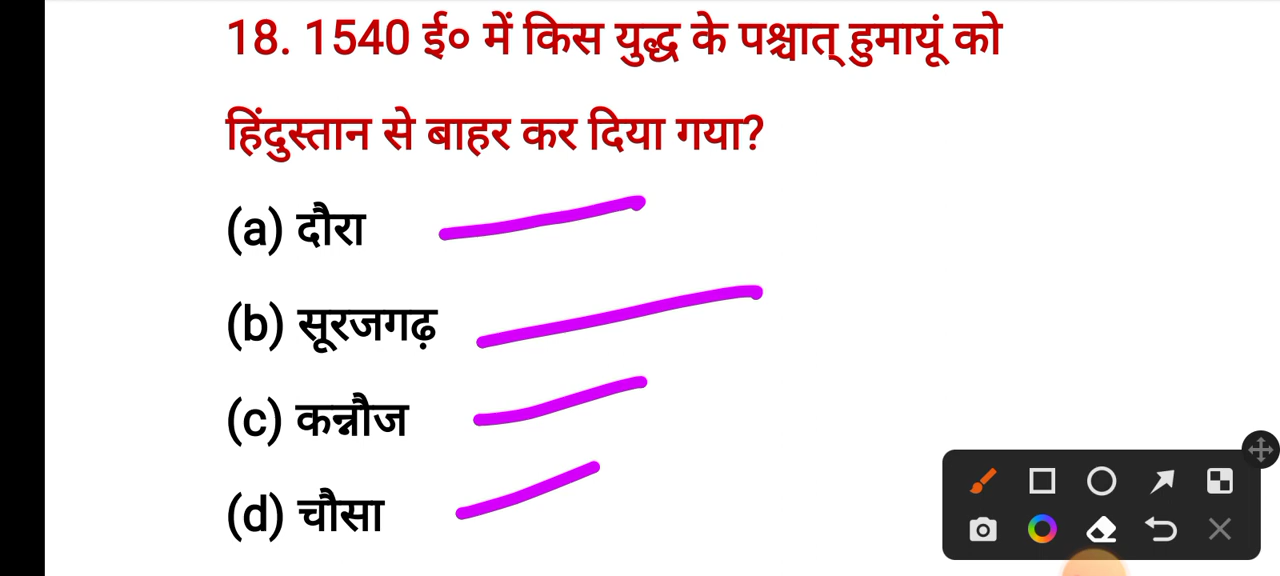 18. 1540 ई० में किस युद्ध के पश्चात् हुमायूं को
हिंदुस्तान से बाहर कर दिया गया?
(a) दौरा
(b) सूरजगढ़
(c) कन्नौज
(d) चौसा